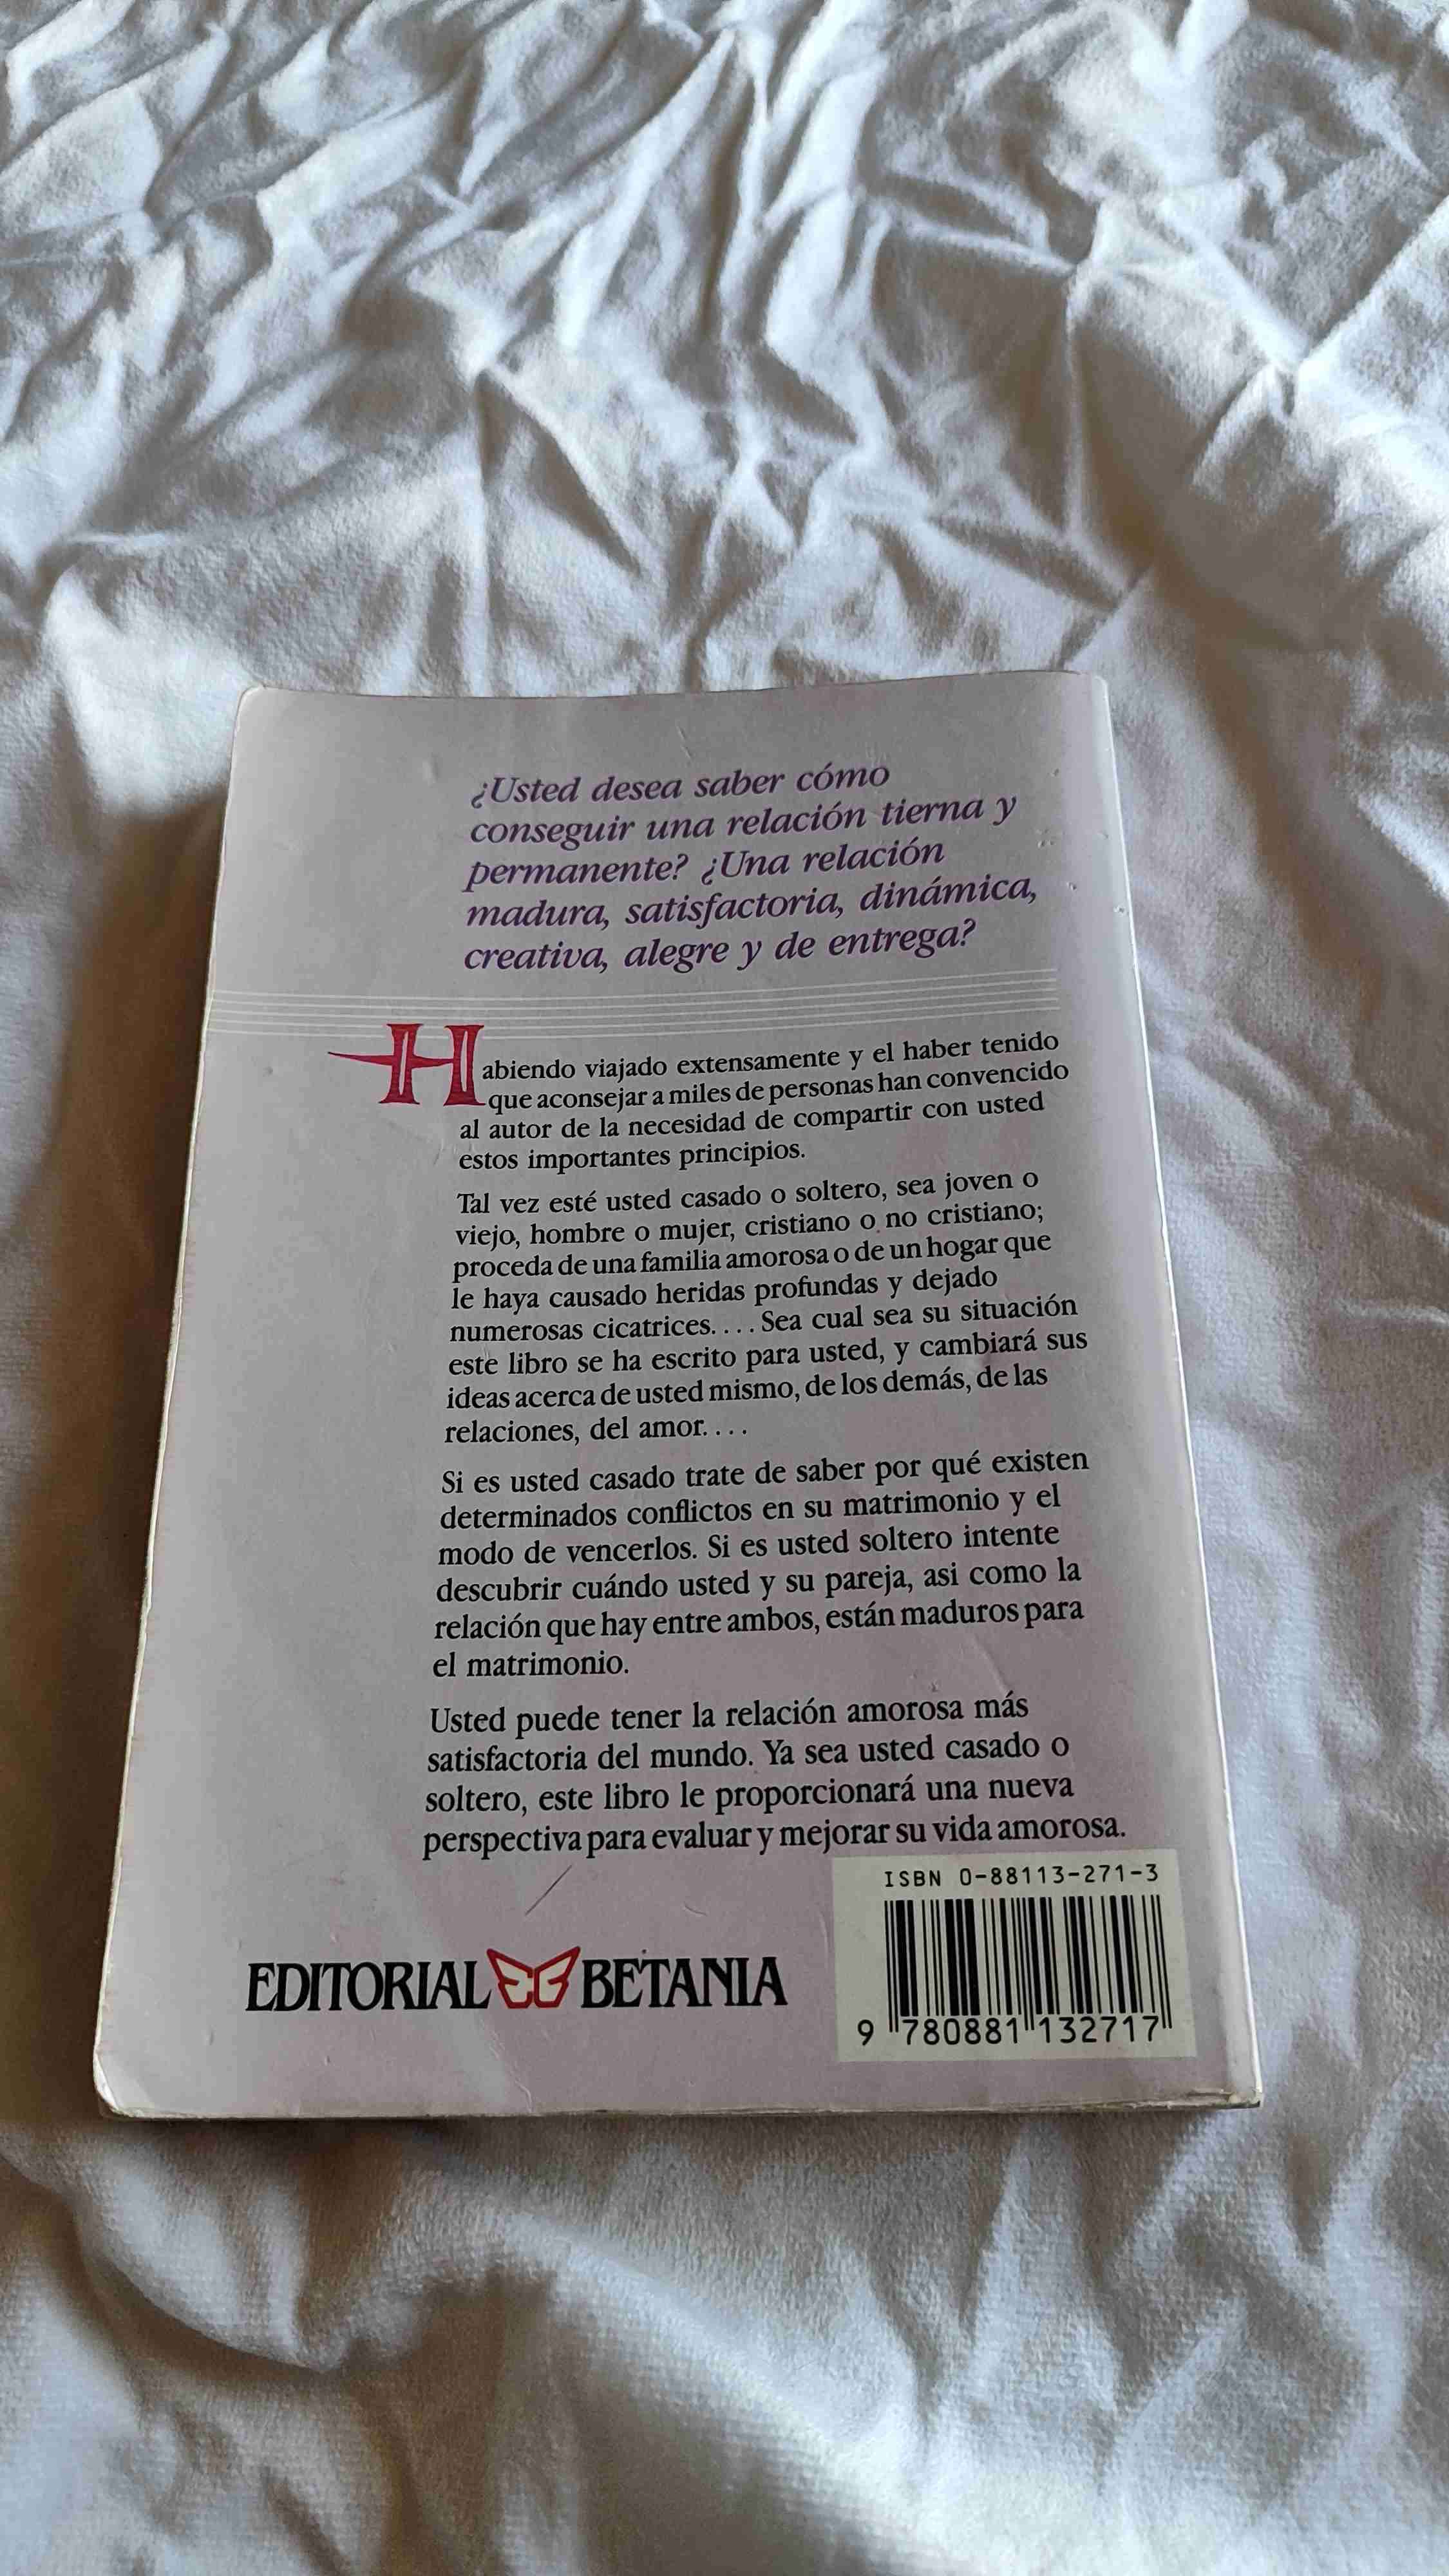 ¿Usted desea saber cómo
conseguir una relación tierna y
permanente? ¿Una relación
madura, satisfactoria, dinámica,
creativa, alegre y de entrega?
Habiendo viajado extensamente y el haber tenido
que aconsejar a miles de personas han convencido
al autor de la necesidad de compartir con usted
estos importantes principios.
Tal vez esté usted casado o soltero, sea joven o
viejo, hombre o mujer, cristiano o no cristiano;
proceda de una familia amorosa o de un hogar que
le haya causado heridas profundas y dejado
numerosas cicatrices. . . . Sea cual sea su situación
este libro se ha escrito para usted, y cambiará sus
ideas acerca de usted mismo, de los demás, de las
relaciones, del amor. . . .
Si es usted casado trate de saber por qué existen
determinados conflictos en su matrimonio y el
modo de vencerlos. Si es usted soltero intente
descubrir cuándo usted y su pareja, asi como la
relación que hay entre ambos, están maduros para
el matrimonio.
Usted puede tener la relación amorosa más
satisfactoria del mundo. Ya sea usted casado o
soltero, este libro le proporcionará una nueva
perspectiva para evaluar y mejorar su vida amorosa.
ISBN 0-88113-271-3
EDITORIAL BETANIA
9 780881 132717